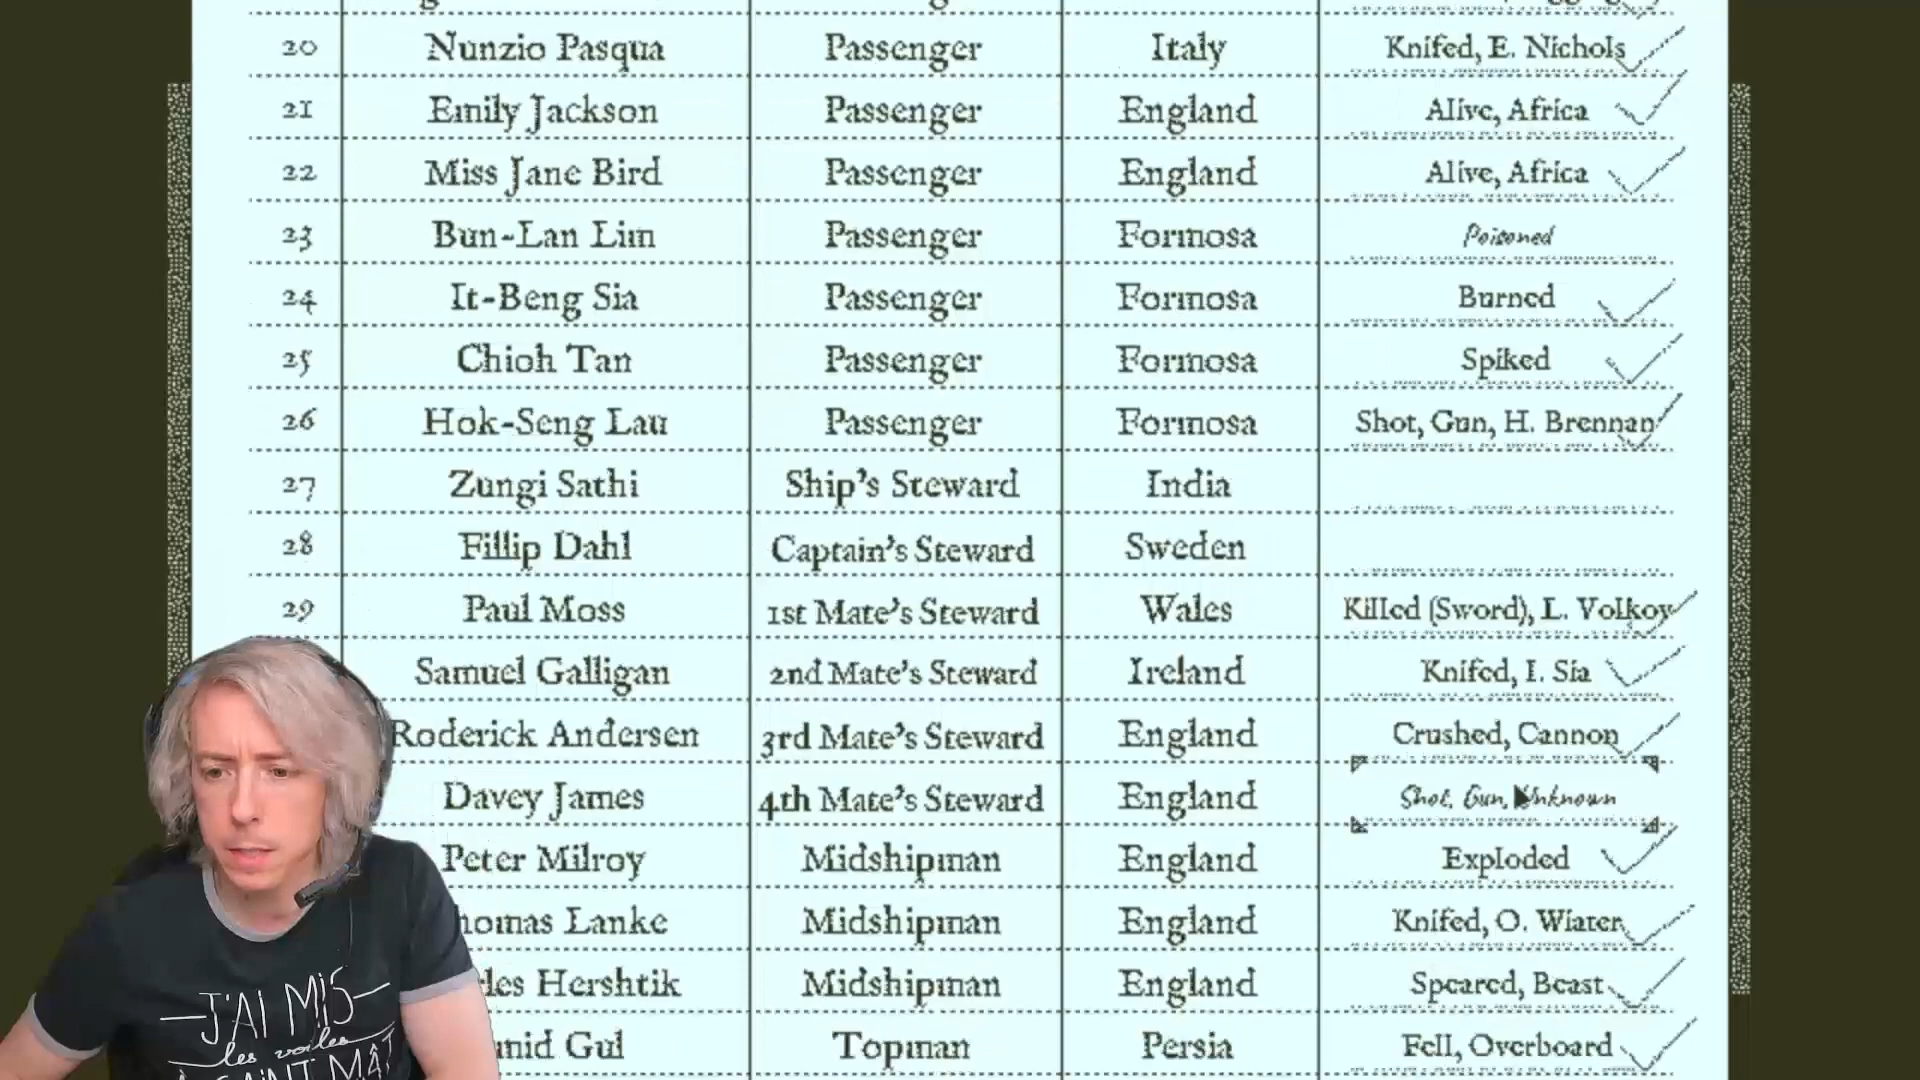 20 Nunzio Pasqua Passenger Italy Knifed, E. Nichols
21 Emily Jackson Passenger England Alive, Africa
22 Miss Jane Bird Passenger England Alive, Africa
23 Bun-Lan Lim Passenger Formosa Poisoned
24 It-Beng Sia Passenger Formosa Burned
25 Chioh Tan Passenger Formosa Spiked
26 Hok-Seng Lau Passenger Formosa Shot, Gun, H. Brennan
27 Zungi Sathi Ship's Steward India
28 Fillip Dahl Captain's Steward Sweden
29 Paul Moss 1st Mate's Steward Wales Killed (Sword), L. Volkov
Samuel Galligan 2nd Mate's Steward Ireland Knifed, I. Sia
Roderick Andersen 3rd Mate's Steward England Crushed, Cannon
Davey James 4th Mate's Steward England Shot, Gun, Unknown
Peter Milroy Midshipman England Exploded
homas Lanke Midshipman England Knifed, O. Wiater
les Hershtik Midshipman England Speared, Beast
Gul Topman Persia Fell, Overboard
J'AI MIS
les voiles